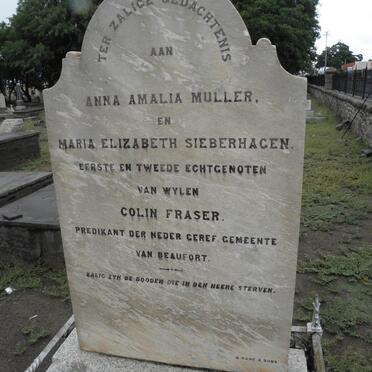 TER ZALIGE GEDACHTENIS
AAN
ANNA AMALIA MULLER,
EN
MARIA ELIZABETH SIEBERHAGEN.
EERSTE EN TWEEDE ECHTGENOTEN
VAN WYLEN
COLIN FRASER.
PREDIKANT DER NEDER GEREF. GEMEENTE
VAN BEAUFORT.
ZALIG ZYN DE DOODEN DIE IN DEN HEERE STERVEN.
& SONS